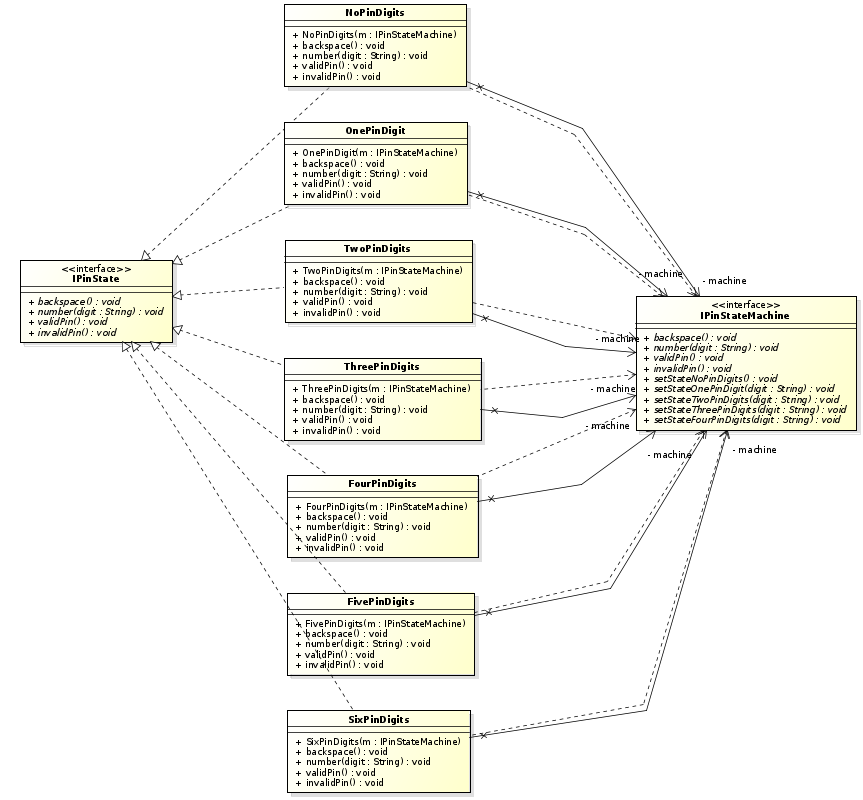 NoPinDigits
+ NoPinDigits(m : IPinStateMachine)
+ backspace() : void
+ number(digit : String) : void
+ validPin() : void
+ invalidPin() : void
OnePinDigit
+ OnePinDigit(m : IPinStateMachine)
+ backspace() : void
+ number(digit : String) : void
+ validPin() : void
+ invalidPin() : void
TwoPinDigits
+ TwoPinDigits(m : IPinStateMachine)
+ backspace() : void
+ number(digit : String) : void
+ validPin() : void
+ invalidPin() : void
<<interface>>
IPinState
+ backspace() : void
+ number(digit : String) : void
+ validPin() : void
+ invalidPin() : void
- machine
- machine
<<interface>>
IPinStateMachine
+ backspace() : void
+ number(digit : String) : void
+ validPin() : void
+ invalidPin() : void
+ setStateNoPinDigits() : void
+ setStateOnePinDigit(digit : String) : void
+ setStateTwoPinDigits(digit : String) : void
+ setStateThreePinDigits(digit : String) : void
+ setStateFourPinDigits(digit : String) : void
- machine
- machine
- machine
- machine
- machine
ThreePinDigits
+ ThreePinDigits(m : IPinStateMachine)
+ backspace() : void
+ number(digit : String) : void
+ validPin() : void
+ invalidPin() : void
FourPinDigits
+ FourPinDigits(m : IPinStateMachine)
+ backspace() : void
+ number(digit : String) : void
+ validPin() : void
+ invalidPin() : void
FivePinDigits
+ FivePinDigits(m : IPinStateMachine)
+ backspace() : void
+ number(digit : String) : void
+ validPin() : void
+ invalidPin() : void
SixPinDigits
+ SixPinDigits(m : IPinStateMachine)
+ backspace() : void
+ number(digit : String) : void
+ validPin() : void
+ invalidPin() : void